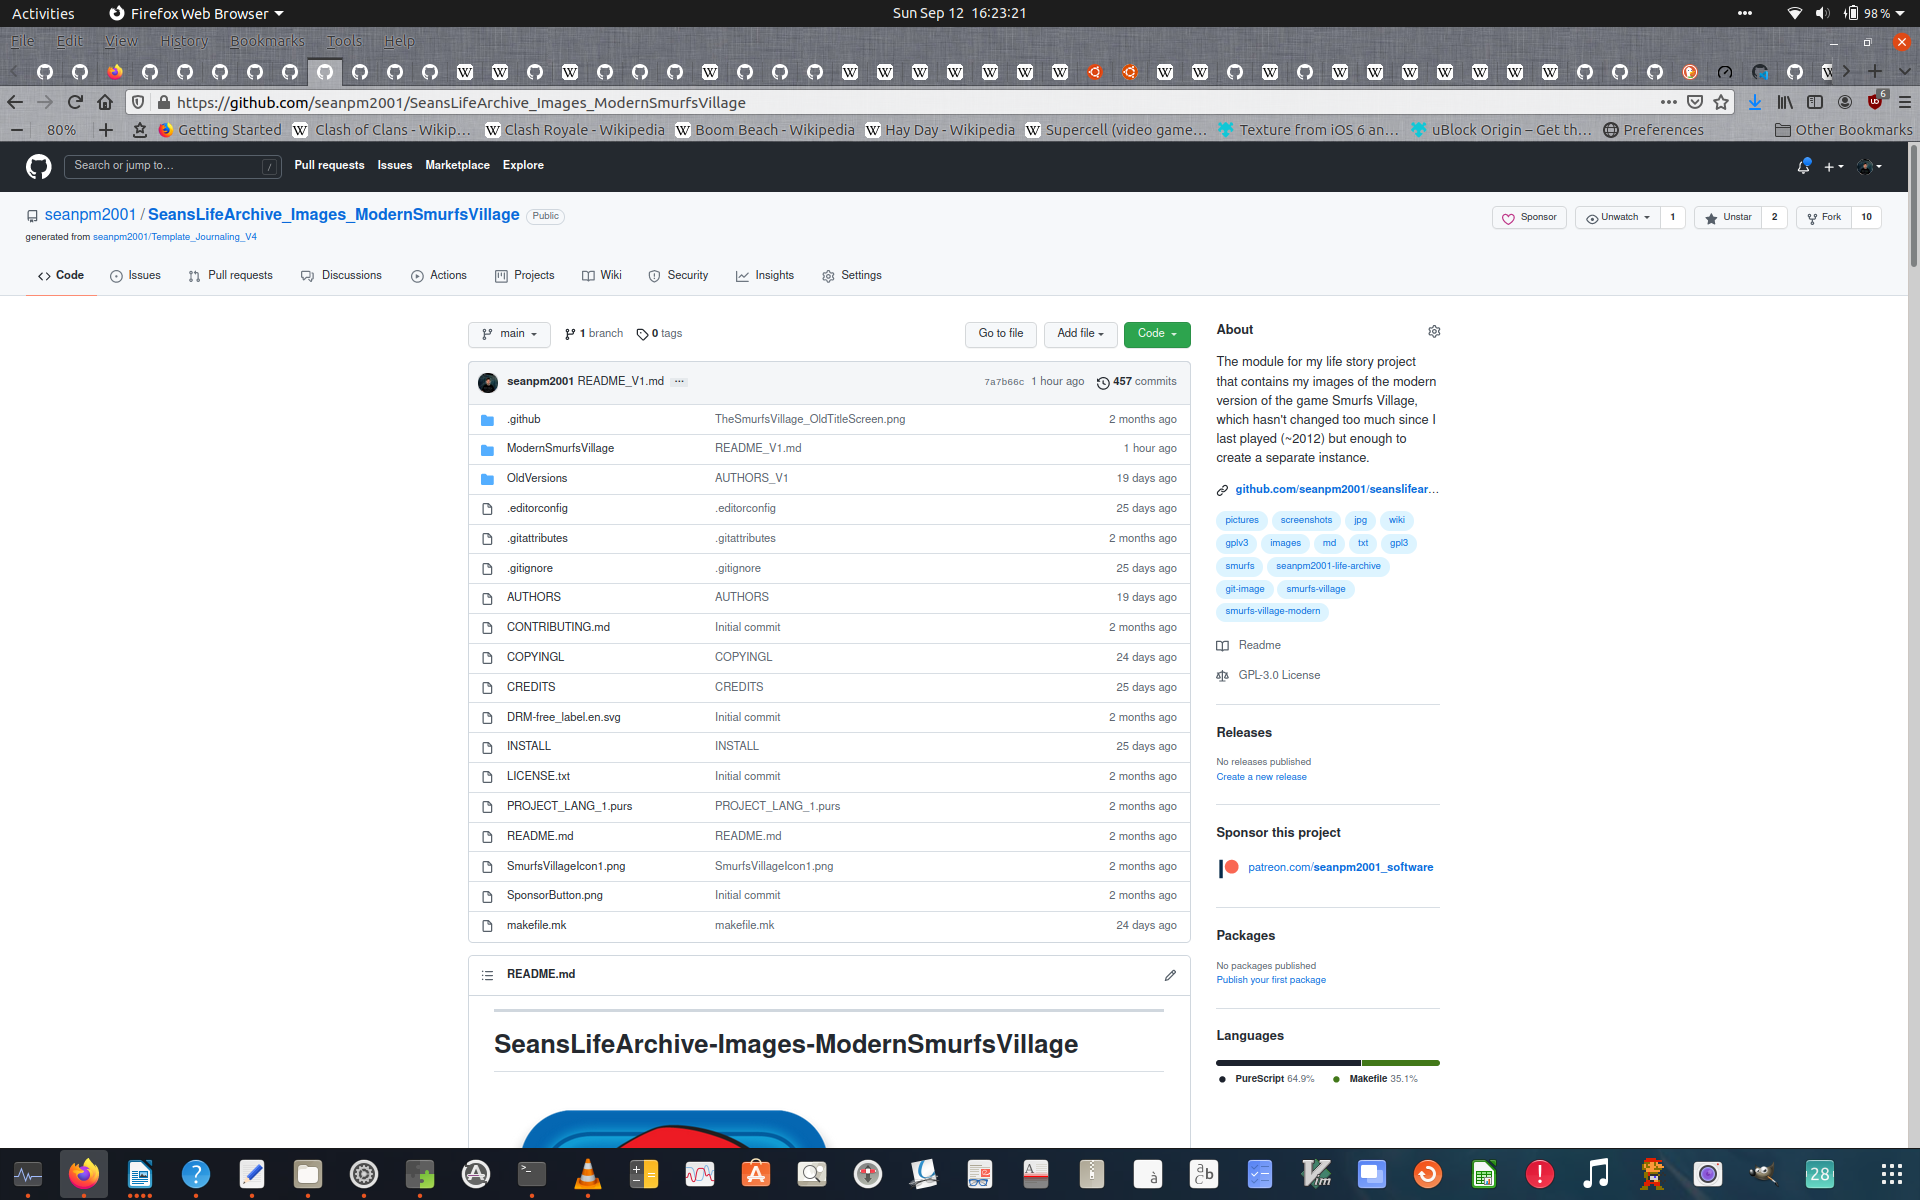 Activities Firefox Web Browser Sun Sep 12 16:23:21 98 %
File Edit View History Bookmarks Tools Help
https://github.com/seanpm2001/SeansLifeArchive_Images_ModernSmurfsVillage 6
80% Getting Started Clash of Clans - Wikip… Clash Royale - Wikipedia Boom Beach - Wikipedia Hay Day - Wikipedia Supercell (video game… Texture from iOS 6 an… uBlock Origin – Get th… Preferences Other Bookmarks
Search or jump to… / Pull requests Issues Marketplace Explore
seanpm2001 / SeansLifeArchive_Images_ModernSmurfsVillage Public Sponsor Unwatch 1 Unstar 2 Fork 10
generated from seanpm2001/Template_Journaling_V4
Code Issues Pull requests Discussions Actions Projects Wiki Security Insights Settings
main 1 branch 0 tags Go to file Add file Code
seanpm2001 README_V1.md ... 7a7b66c 1 hour ago 457 commits
.github TheSmurfsVillage_OldTitleScreen.png 2 months ago
ModernSmurfsVillage README_V1.md 1 hour ago
OldVersions AUTHORS_V1 19 days ago
.editorconfig .editorconfig 25 days ago
.gitattributes .gitattributes 2 months ago
.gitignore .gitignore 25 days ago
AUTHORS AUTHORS 19 days ago
CONTRIBUTING.md Initial commit 2 months ago
COPYINGL COPYINGL 24 days ago
CREDITS CREDITS 25 days ago
DRM-free_label.en.svg Initial commit 2 months ago
INSTALL INSTALL 25 days ago
LICENSE.txt Initial commit 2 months ago
PROJECT_LANG_1.purs PROJECT_LANG_1.purs 2 months ago
README.md README.md 2 months ago
SmurfsVillageIcon1.png SmurfsVillageIcon1.png 2 months ago
SponsorButton.png Initial commit 2 months ago
makefile.mk makefile.mk 24 days ago
README.md
SeansLifeArchive-Images-ModernSmurfsVillage
About
The module for my life story project
that contains my images of the modern
version of the game Smurfs Village,
which hasn't changed too much since I
last played (~2012) but enough to
create a separate instance.
github.com/seanpm2001/seanslifear…
pictures screenshots jpg wiki
gplv3 images md txt gpl3
smurfs seanpm2001-life-archive
git-image smurfs-village
smurfs-village-modern
Readme
GPL-3.0 License
Releases
No releases published
Create a new release
Sponsor this project
patreon.com/seanpm2001_software
Packages
No packages published
Publish your first package
Languages
PureScript 64.9% Makefile 35.1%
28